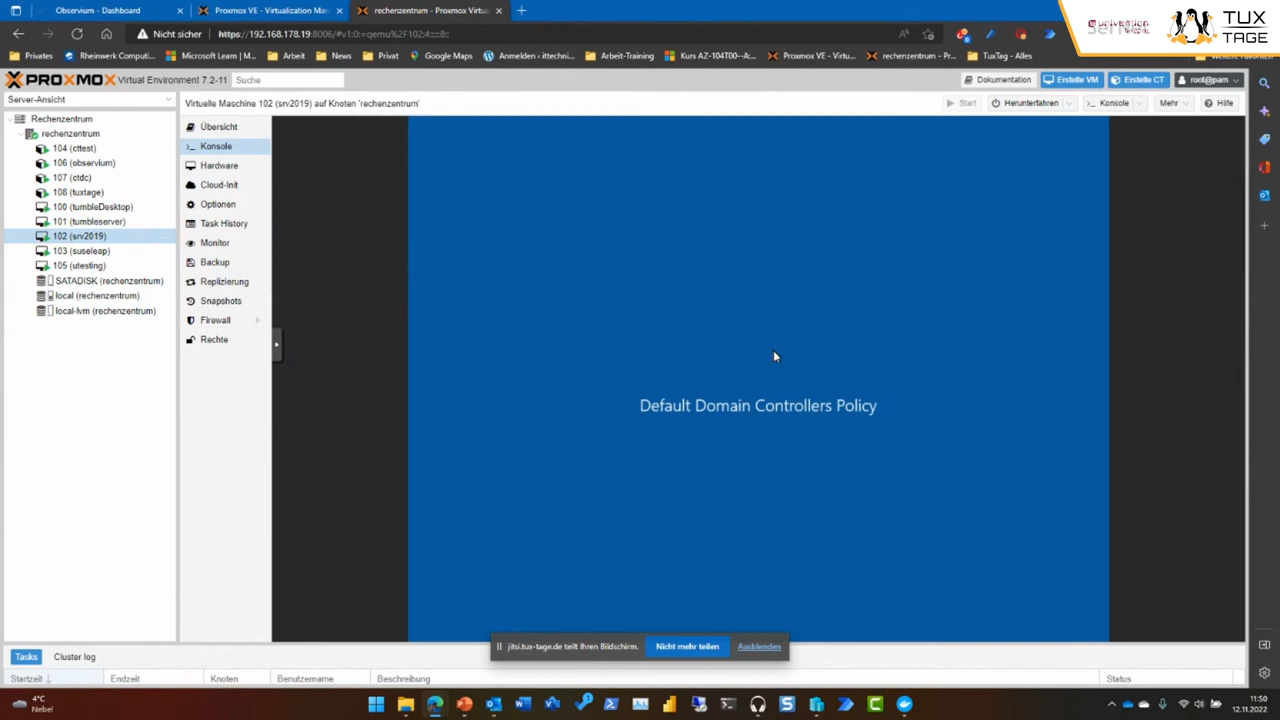 Observium - Dashboard
Proxmox VE - Virtualization Man
rechenzentrum - Proxmox Virtua
Nicht sicher
https://192.168.178.19:8006/#v1:0:=qemu%2F102:4::::8::
univention
Server
TUX
TAGE
Privates
Rheinwerk Computi...
Microsoft Learn | M...
Arbeit
Privat
Google Maps
Anmelden ‹ ittechni...
News
Arbeit-Training
Kurs AZ-104T00--A...
Proxmox VE - Virtu...
rechenzentrum - Pr...
TuxTag - Alles
Weitere Favoriten
PROXMOX Virtual Environment 7.2-11
Suche
Dokumentation
Erstelle VM
Erstelle CT
root@pam
Server-Ansicht
Virtuelle Maschine 102 (srv2019) auf Knoten 'rechenzentrum'
Start
Herunterfahren
Konsole
Mehr
Hilfe
Rechenzentrum
rechenzentrum
104 (cttest)
106 (observium)
107 (ctdc)
108 (tuxtage)
100 (tumbleDesktop)
101 (tumbleserver)
102 (srv2019)
103 (suseleap)
105 (utesting)
SATADISK (rechenzentrum)
local (rechenzentrum)
local-lvm (rechenzentrum)
Übersicht
Konsole
Hardware
Cloud-Init
Optionen
Task History
Monitor
Backup
Replizierung
Snapshots
Firewall
Rechte
Default Domain Controllers Policy
jitsi.tux-tage.de teilt Ihren Bildschirm.
Nicht mehr teilen
Ausblenden
Tasks
Cluster log
Startzeit
Endzeit
Knoten
Benutzername
Beschreibung
Status
4°C
Nebel
11:50
12.11.2022